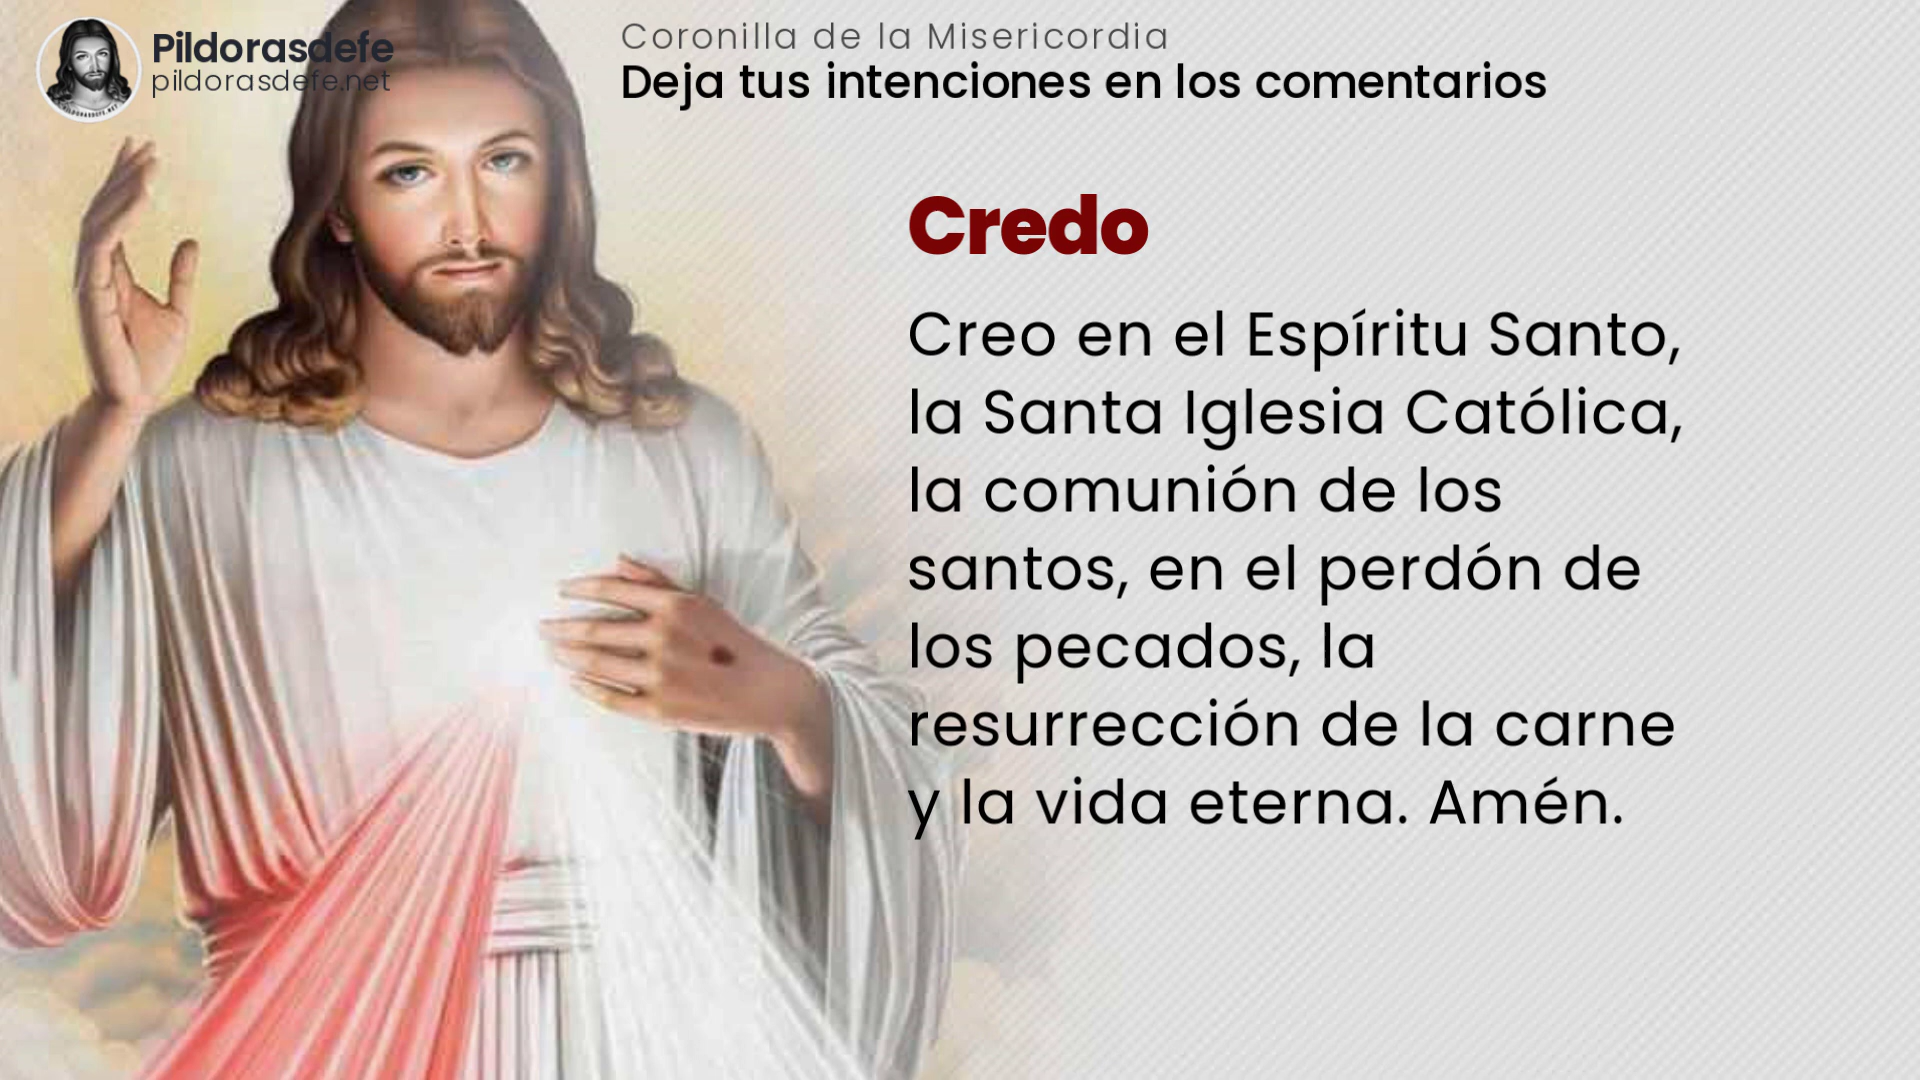 Pildorasdefe
pildorasdefe.net
Coronilla de la Misericordia
Deja tus intenciones en los comentarios
Credo
Creo en el Espíritu Santo,
la Santa Iglesia Católica,
la comunión de los
santos, en el perdón de
los pecados, la
resurrección de la carne
y la vida eterna. Amén.